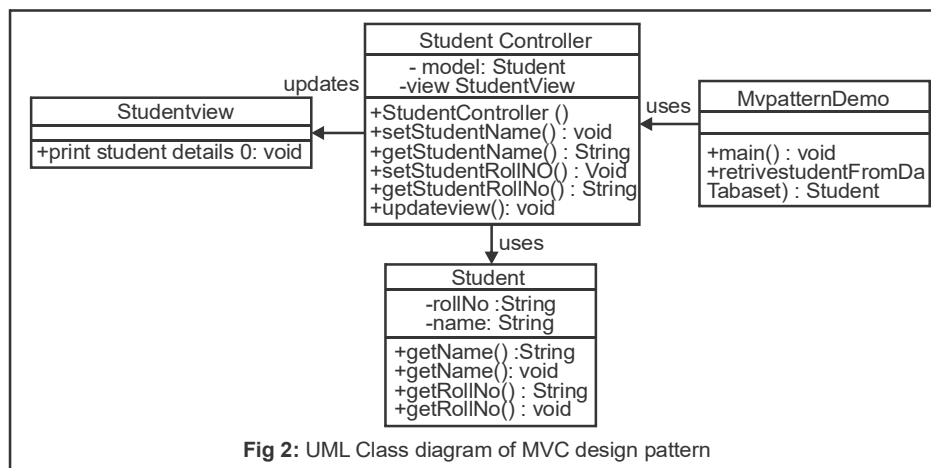 Student Controller
- model: Student
-view StudentView
+StudentController ()
+setStudentName() : void
+getStudentName() : String
+setStudentRollNO() : Void
+getStudentRollNo() : String
+updateview(): void
updates
Studentview
+print student details 0: void
uses
MvpatternDemo
+main() : void
+retrivestudentFromDa
Tabaset) : Student
uses
Student
-rollNo :String
-name: String
+getName() :String
+getName(): void
+getRollNo() : String
+getRollNo() : void
Fig 2: UML Class diagram of MVC design pattern